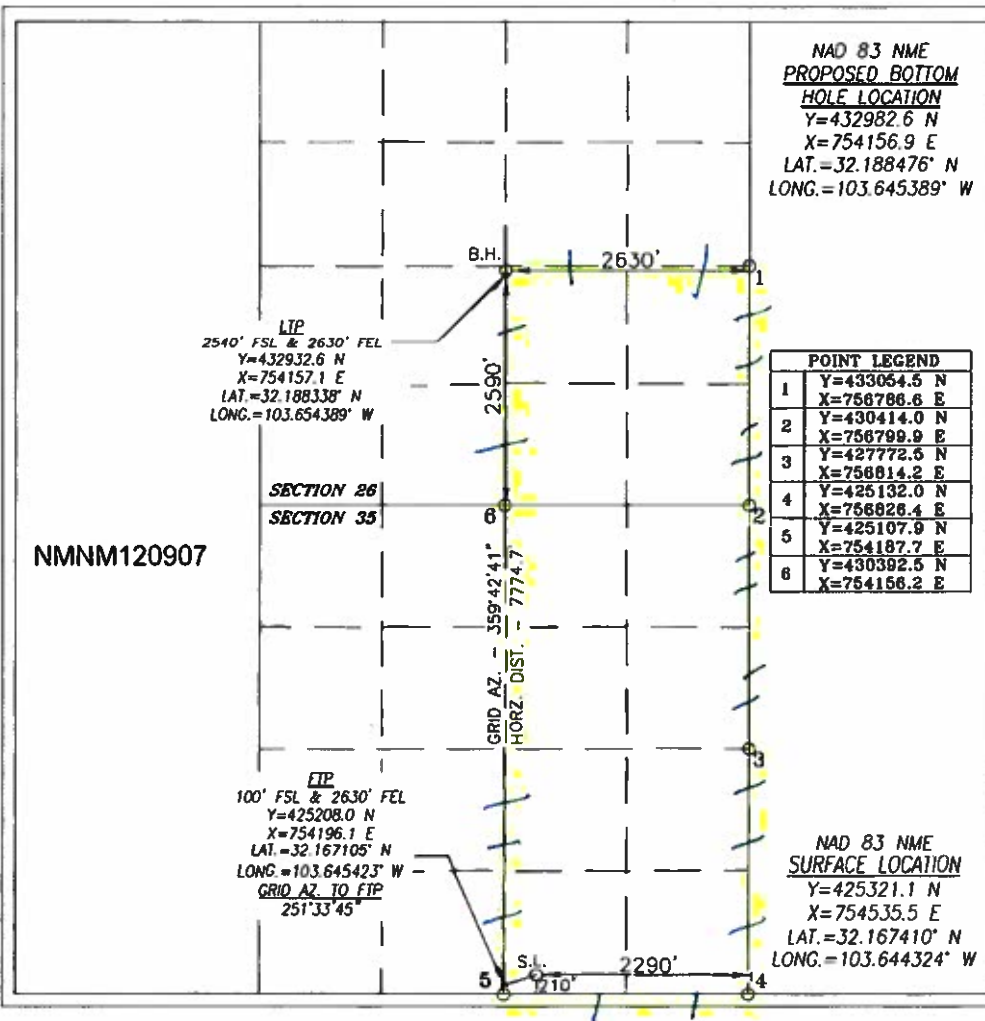 NAD 83 NME
PROPOSED BOTTOM
HOLE LOCATION
Y=432982.6 N
X=754156.9 E
LAT.=32.188476° N
LONG.=103.645389° W
B.H.
2630'
1
LTP
2540' FSL & 2630' FEL
Y=432932.6 N
X=754157.1 E
LAT.=32.188338° N
LONG.=103.654389° W
2590'
POINT LEGEND
1 Y=433054.5 N
X=756786.6 E
2 Y=430414.0 N
X=756799.9 E
3 Y=427772.5 N
X=756814.2 E
4 Y=425132.0 N
X=756826.4 E
5 Y=425107.9 N
X=754187.7 E
6 Y=430392.5 N
X=754156.2 E
SECTION 26
SECTION 35
6
2
NMNM120907
GRID AZ. - 359°42'41"
HORZ. DIST. - 7774.7'
3
FTP
100' FSL & 2630' FEL
Y=425208.0 N
X=754196.1 E
LAT.=32.167105° N
LONG.=103.645423° W
GRID AZ. TO FTP
251°33'45"
NAD 83 NME
SURFACE LOCATION
Y=425321.1 N
X=754535.5 E
LAT.=32.167410° N
LONG.=103.644324° W
5
S.L.
210'
2290'
4